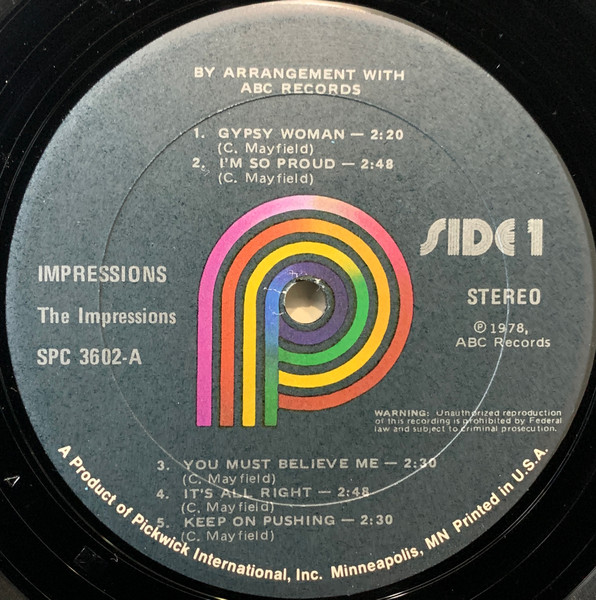 BY ARRANGEMENT WITH
ABC RECORDS
1. GYPSY WOMAN — 2:20
(C. Mayfield)
2. I'M SO PROUD — 2:48
(C. Mayfield)
SIDE 1
IMPRESSIONS
The Impressions
SPC 3602-A
STEREO
℗ 1978,
ABC Records
WARNING: Unauthorized reproduction
of this recording is prohibited by Federal
law and subject to criminal prosecution.
3. YOU MUST BELIEVE ME — 2:30
(C. Mayfield)
4. IT'S ALL RIGHT — 2:48
(C. Mayfield)
5. KEEP ON PUSHING — 2:30
(C. Mayfield)
A Product of Pickwick International, Inc. Minneapolis, MN Printed in U.S.A.